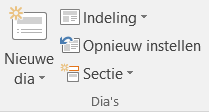 Nieuwe
dia
Indeling
Opnieuw instellen
Sectie
Dia's